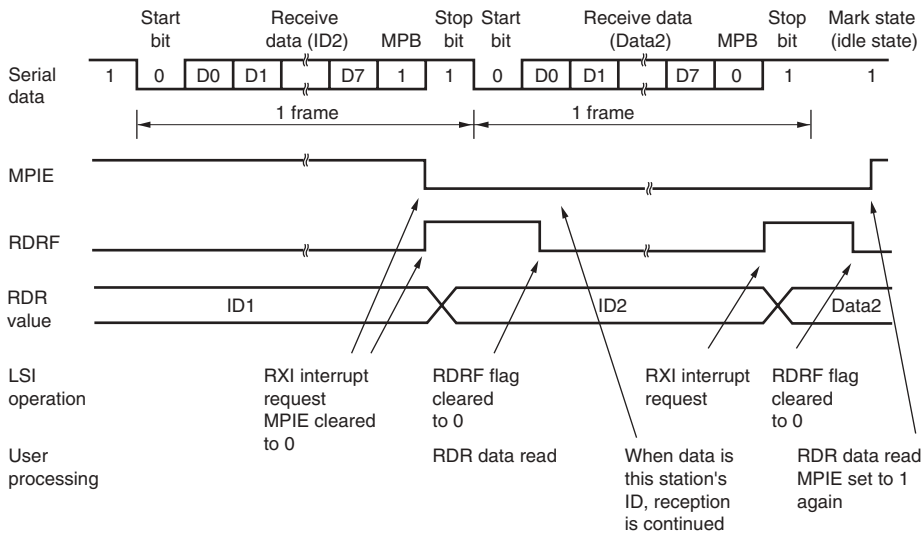 Start bit
Receive data (ID2)
MPB
Stop bit
Start bit
Receive data (Data2)
MPB
Stop bit
Mark state (idle state)
Serial data
1 0 D0 D1 D7 1 1 0 D0 D1 D7 0 1 1
1 frame
1 frame
MPIE
RDRF
RDR value
ID1
ID2
Data2
LSI operation
RXI interrupt request
MPIE cleared to 0
RDRF flag cleared to 0
RXI interrupt request
RDRF flag cleared to 0
User processing
RDR data read
When data is this station's ID, reception is continued
RDR data read
MPIE set to 1 again